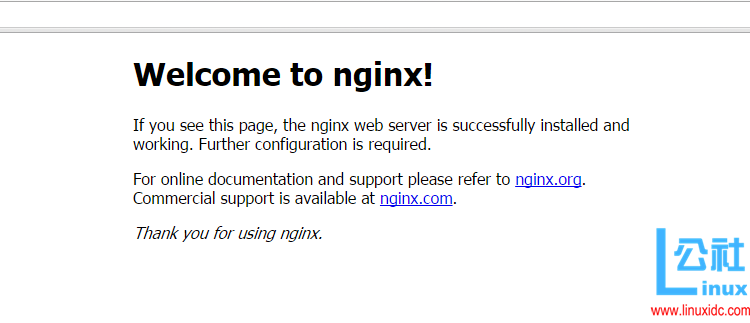 Welcome to nginx!
If you see this page, the nginx web server is successfully installed and
working. Further configuration is required.
For online documentation and support please refer to nginx.org.
Commercial support is available at nginx.com.
Thank you for using nginx.
公社
Linux
www.linuxidc.com